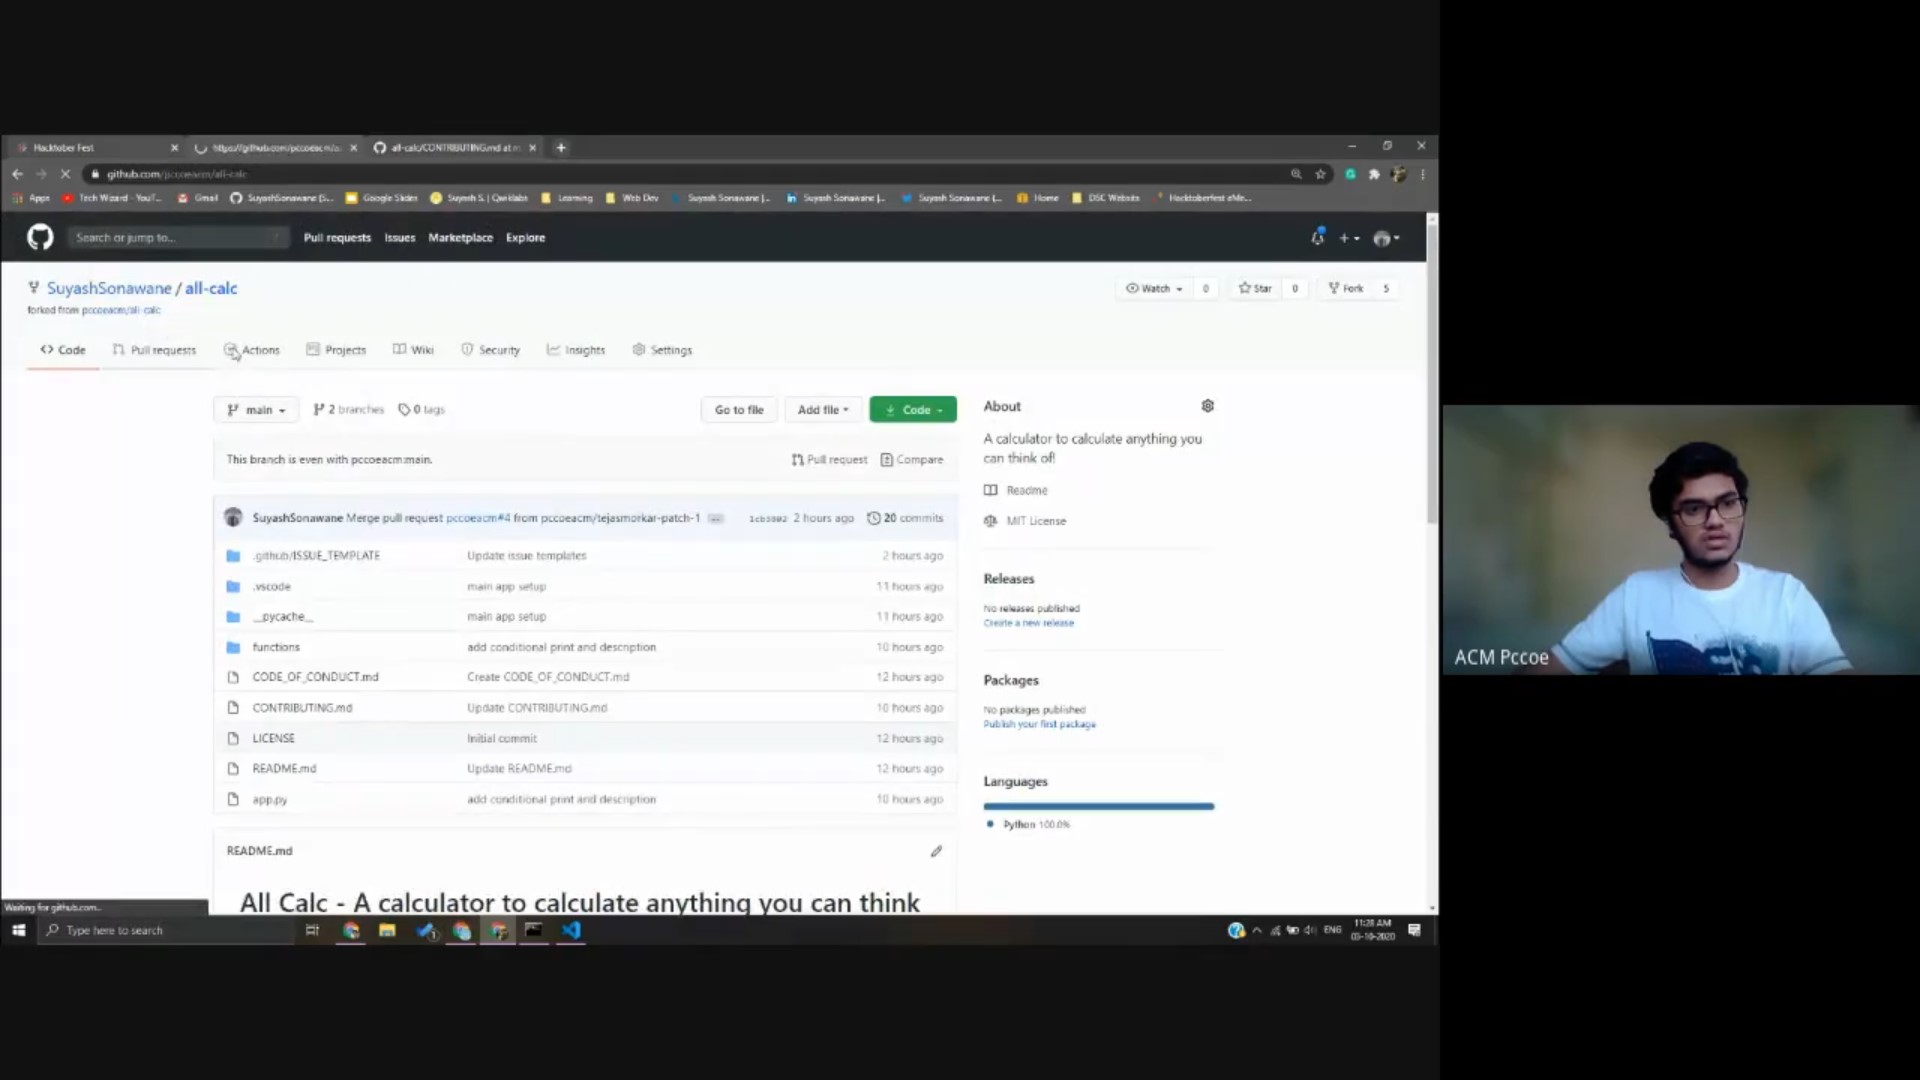 Hacktober Fest
https://github.com/pccoeacm/a
all-calc/CONTRIBUTING.md at m
github.com/pccoeacm/all-calc
Apps Tech Wizard - YouT... Gmail SuyashSonawane (S... Google Slides Suyash S. | Qwiklabs Learning Web Dev Suyash Sonawane |... Suyash Sonawane |... Suyash Sonawane (... Home DSC Website Hacktoberfest eMe...
Search or jump to... / Pull requests Issues Marketplace Explore
SuyashSonawane / all-calc
Watch 0 Star 0 Fork 5
forked from pccoeacm/all-calc
Code Pull requests Actions Projects Wiki Security Insights Settings
main 2 branches 0 tags Go to file Add file Code
This branch is even with pccoeacm:main. Pull request Compare
SuyashSonawane Merge pull request pccoeacm#4 from pccoeacm/tejasmorkar-patch-1 ... 2 hours ago 20 commits
.github/ISSUE_TEMPLATE Update issue templates 2 hours ago
.vscode main app setup 11 hours ago
__pycache__ main app setup 11 hours ago
functions add conditional print and description 10 hours ago
CODE_OF_CONDUCT.md Create CODE_OF_CONDUCT.md 12 hours ago
CONTRIBUTING.md Update CONTRIBUTING.md 10 hours ago
LICENSE Initial commit 12 hours ago
README.md Update README.md 12 hours ago
app.py add conditional print and description 10 hours ago
README.md
All Calc - A calculator to calculate anything you can think
About
A calculator to calculate anything you
can think of!
Readme
MIT License
Releases
No releases published
Create a new release
Packages
No packages published
Publish your first package
Languages
Python 100.0%
Waiting for github.com...
Type here to search
ENG
11:28 AM
03-10-2020
ACM Pccoe